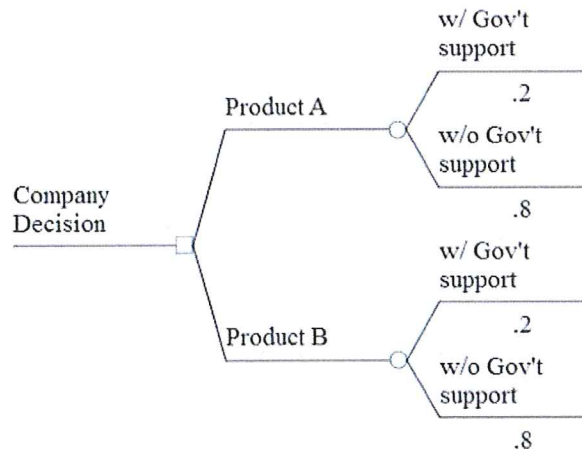 w/ Gov't
support
.2
Product A
w/o Gov't
support
.8
Company
Decision
w/ Gov't
support
.2
Product B
w/o Gov't
support
.8